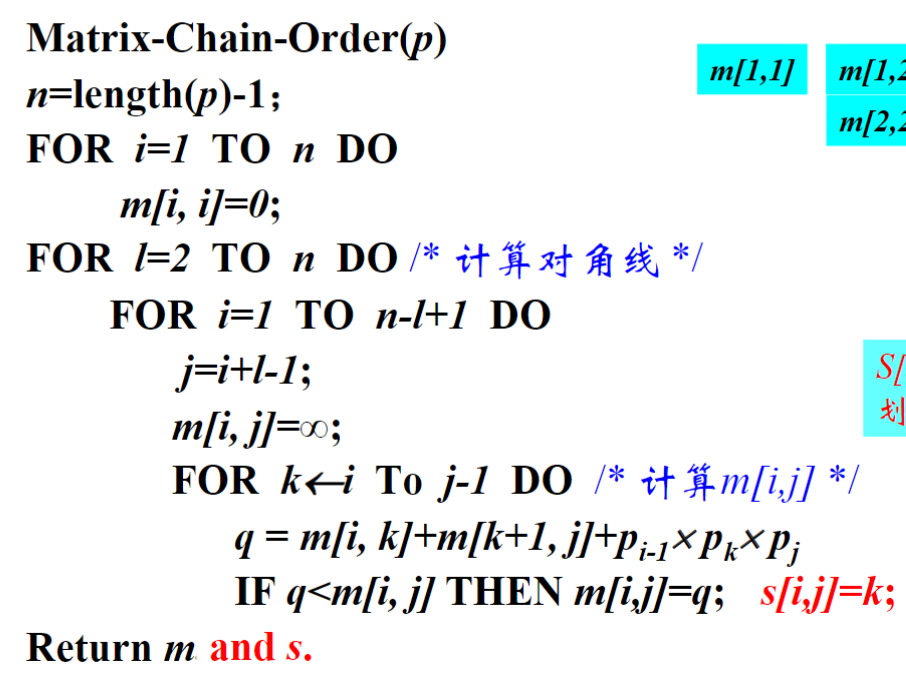 Matrix-Chain-Order(p)
n=length(p)-1;
FOR i=1 TO n DO
m[i, i]=0;
FOR l=2 TO n DO /* 计算对角线 */
FOR i=1 TO n-l+1 DO
j=i+l-1;
m[i, j]=∞;
FOR k←i To j-1 DO /* 计算m[i,j] */
q = m[i, k]+m[k+1, j]+p_{i-1}×p_k×p_j
IF q<m[i, j] THEN m[i,j]=q; s[i,j]=k;
Return m and s.
m[1,1] m[1,2
m[2,2
S[
划